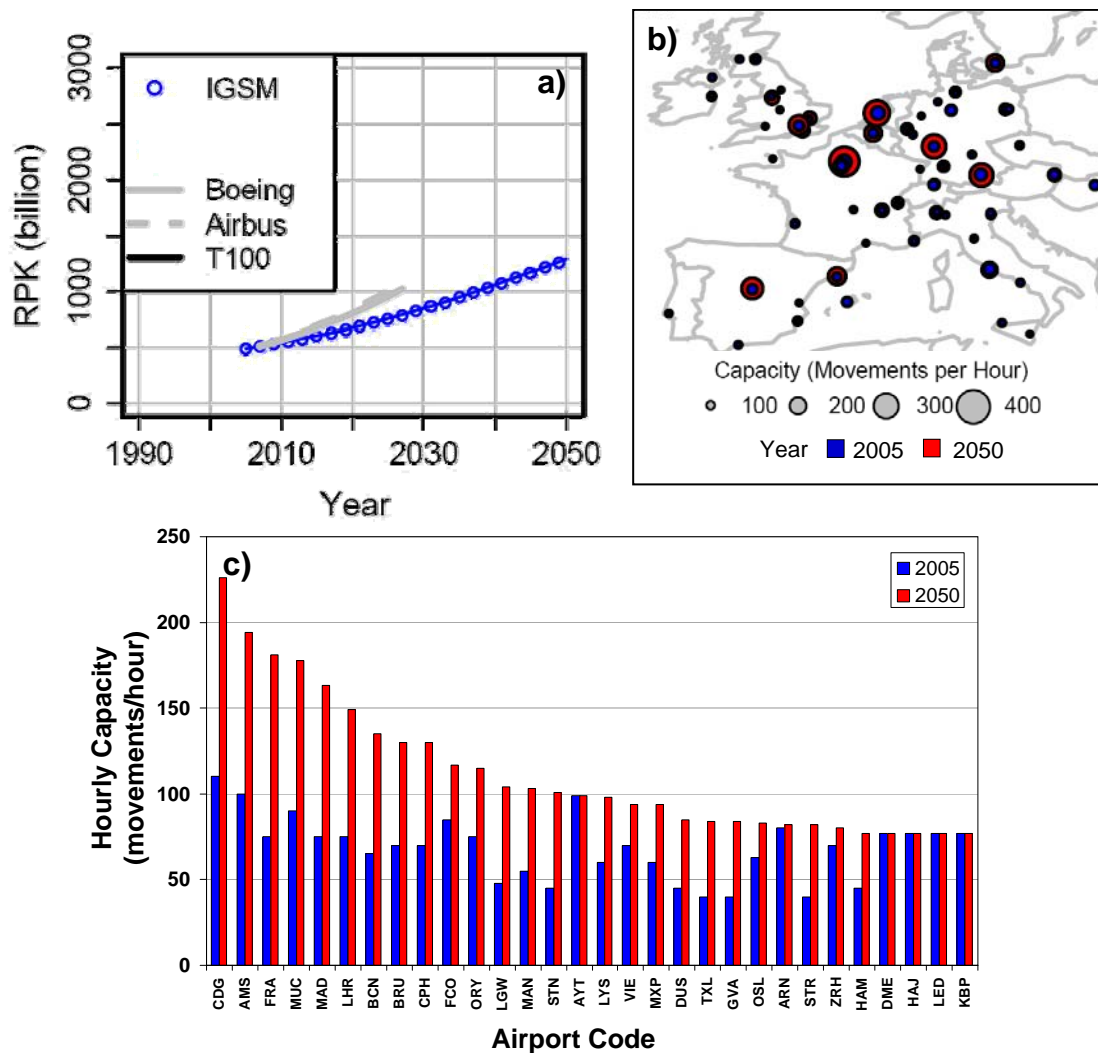 a)
3000
2000
1000
0
RPK (billion)
IGSM
Boeing
Airbus
T100
1990 2010 2030 2050
Year
b)
Capacity (Movements per Hour)
100 200 300 400
Year 2005 2050
c)
250
200
150
100
50
0
Hourly Capacity
(movements/hour)
2005
2050
CDG AMS FRA MUC MAD LHR BCN BRU CPH FCO ORY LGW MAN STN AYT LYS VIE MXP DUS TXL GVA OSL ARN STR ZRH HAM DME HAJ LED KBP
Airport Code